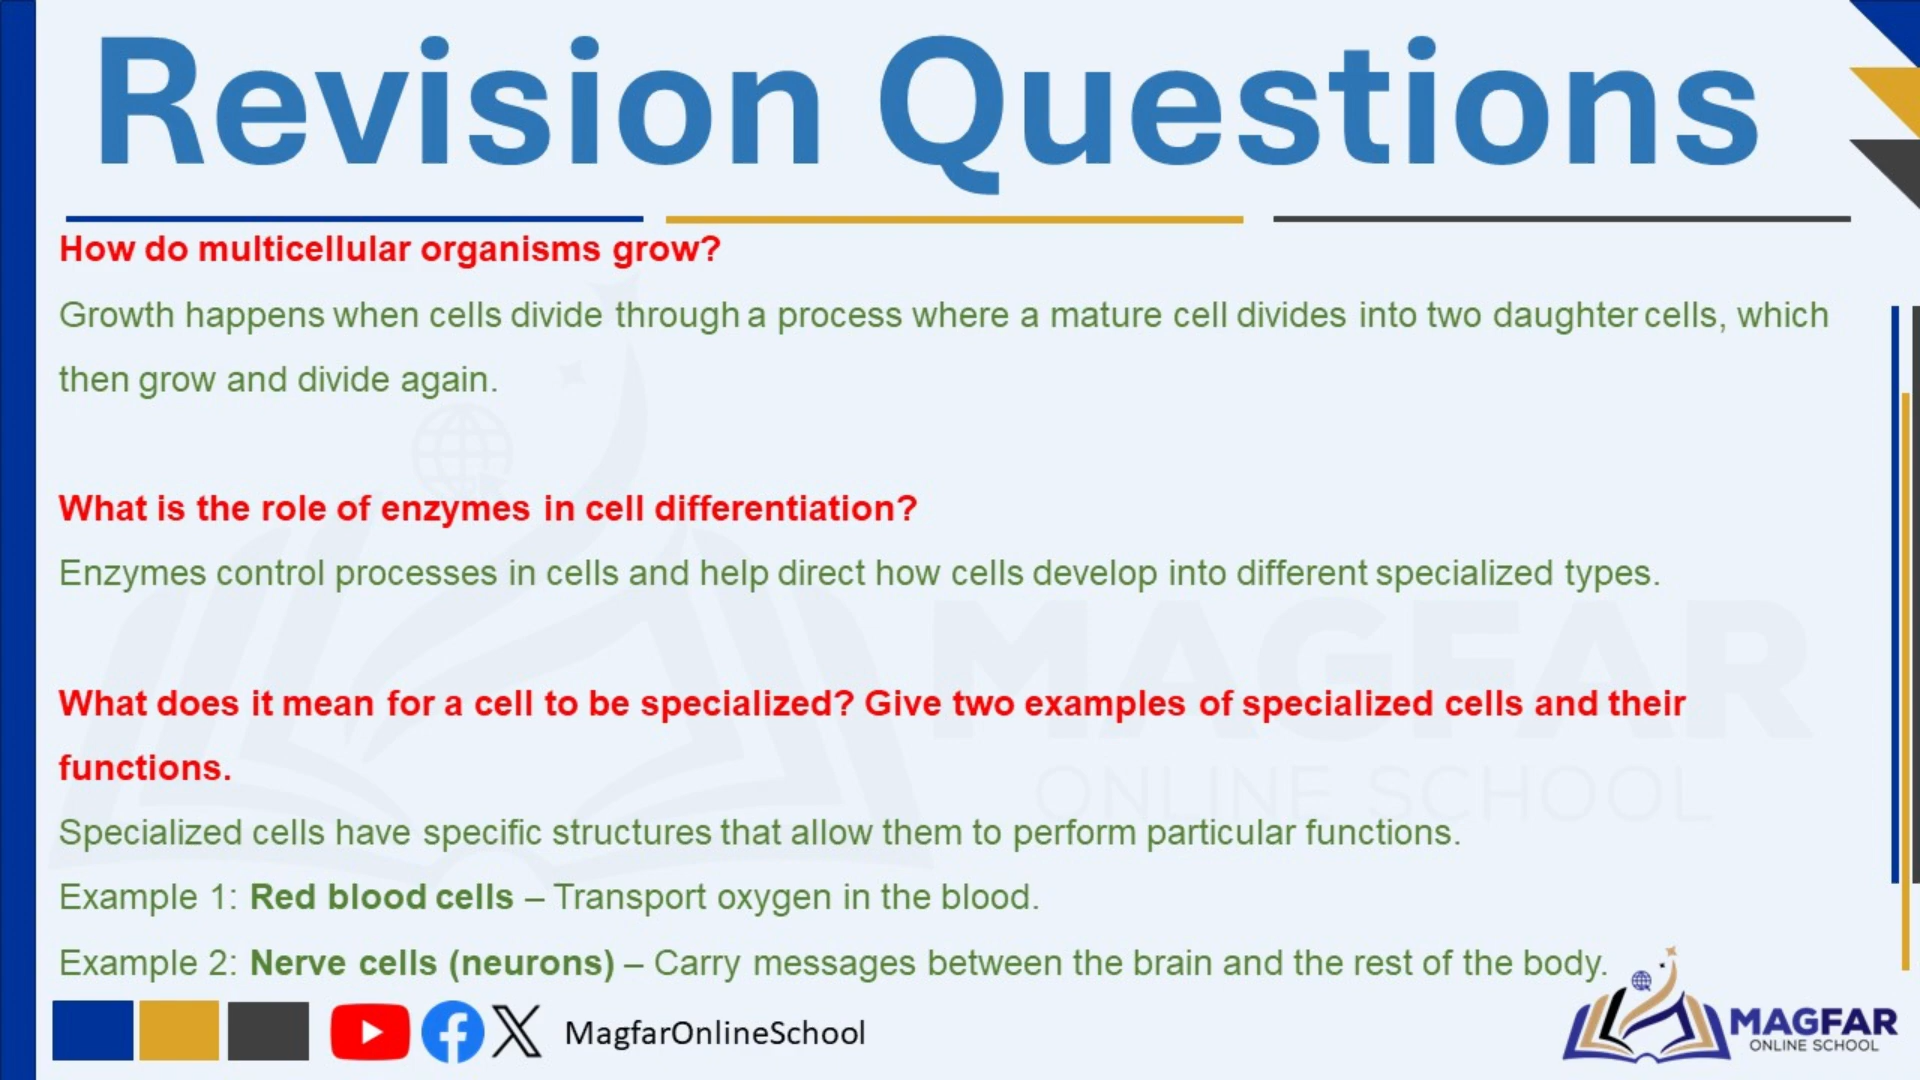 Revision Questions
How do multicellular organisms grow?
Growth happens when cells divide through a process where a mature cell divides into two daughter cells, which
then grow and divide again.
What is the role of enzymes in cell differentiation?
Enzymes control processes in cells and help direct how cells develop into different specialized types.
What does it mean for a cell to be specialized? Give two examples of specialized cells and their
functions.
Specialized cells have specific structures that allow them to perform particular functions.
Example 1: Red blood cells – Transport oxygen in the blood.
Example 2: Nerve cells (neurons) – Carry messages between the brain and the rest of the body.
MagfarOnlineSchool
MAGFAR
ONLINE SCHOOL
MAGFAR
ONLINE SCHOOL